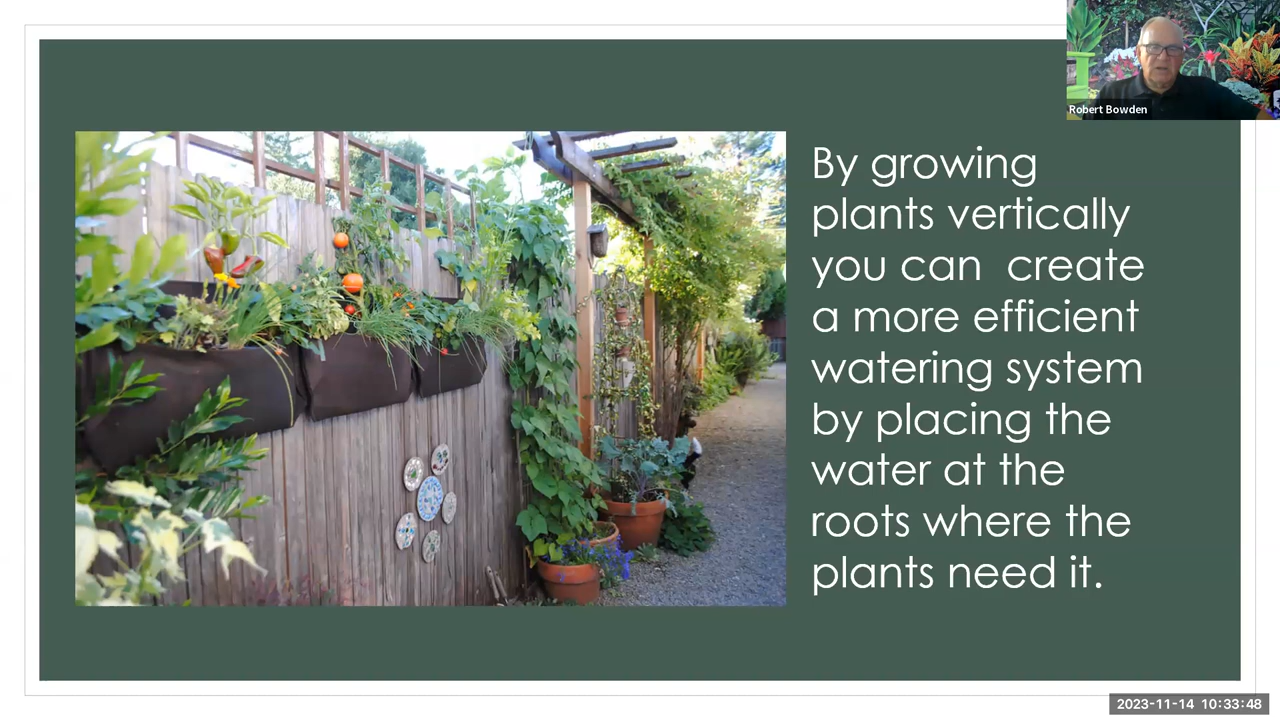 Robert Bowden
By growing
plants vertically
you can  create
a more efficient
watering system
by placing the
water at the
roots where the
plants need it.
2023-11-14 10:33:48